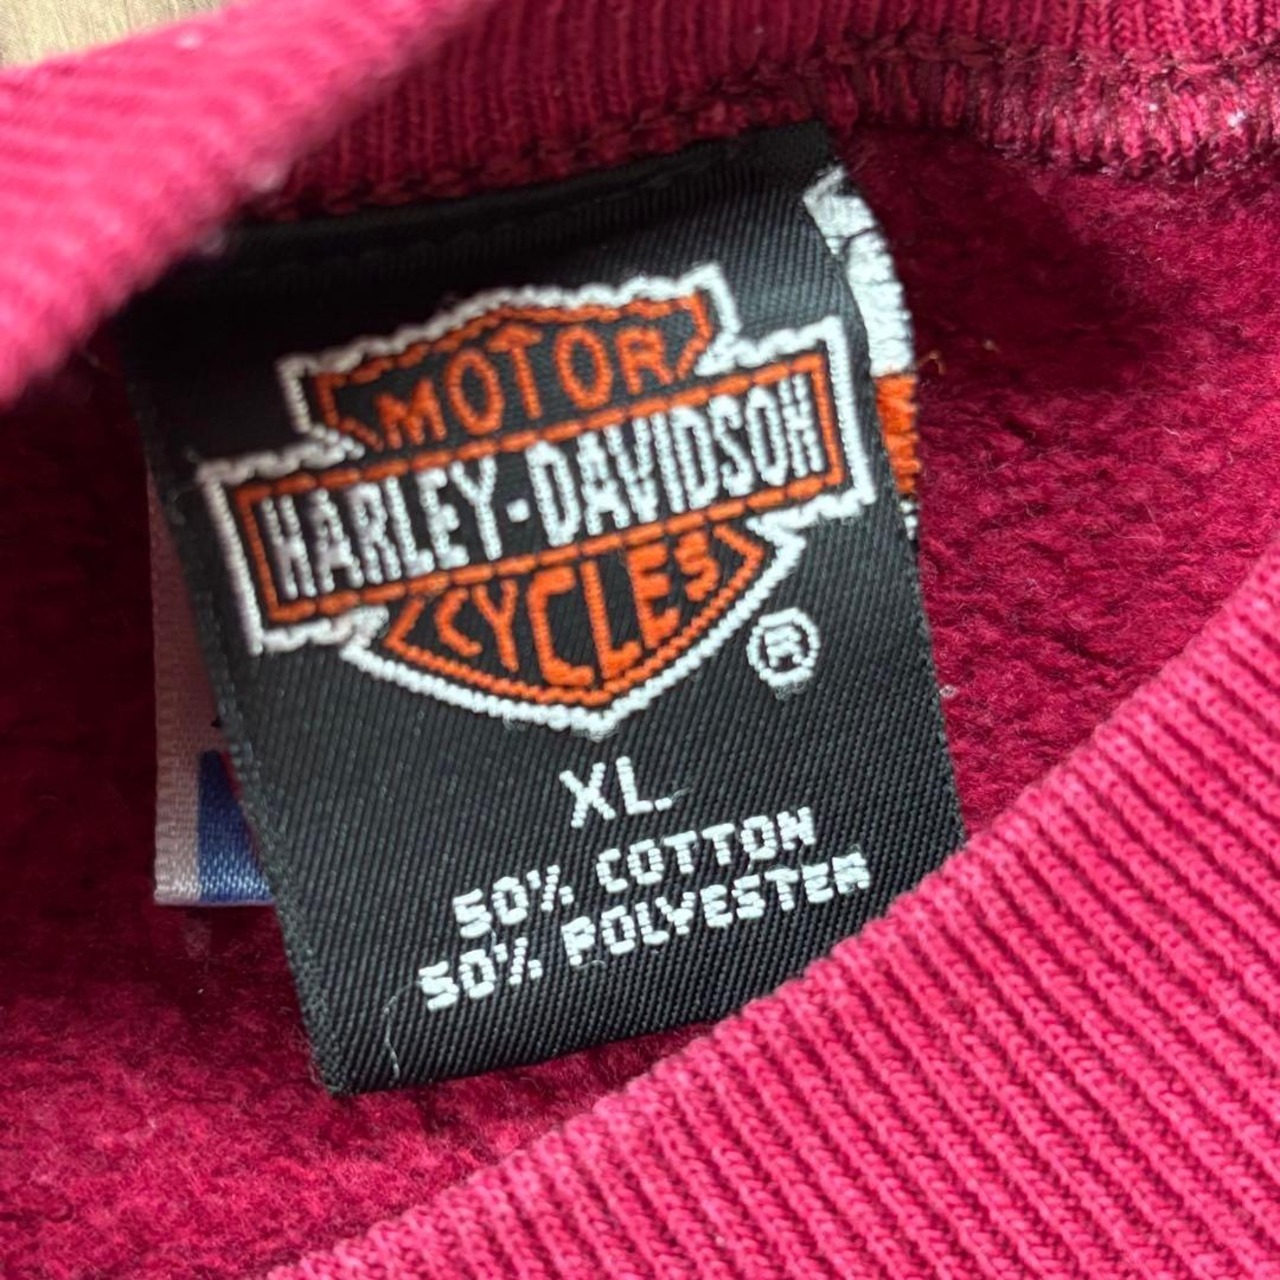 MOTOR
HARLEY-DAVIDSON
CYCLES
®
XL
50% COTTON
50% POLYESTER